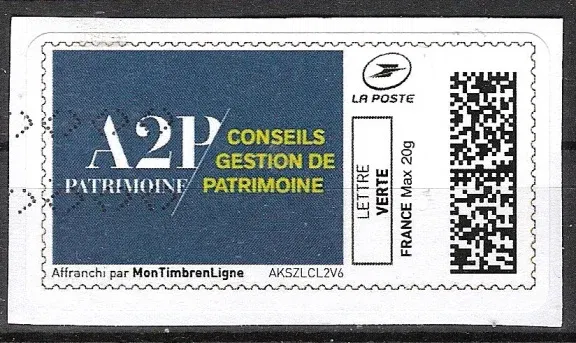 A2P
PATRIMOINE
CONSEILS
GESTION DE
PATRIMOINE
LA POSTE
LETTRE
VERTE
FRANCE Max 20g
Affranchi par MonTimbrenLigne
AKSZLCL2V6